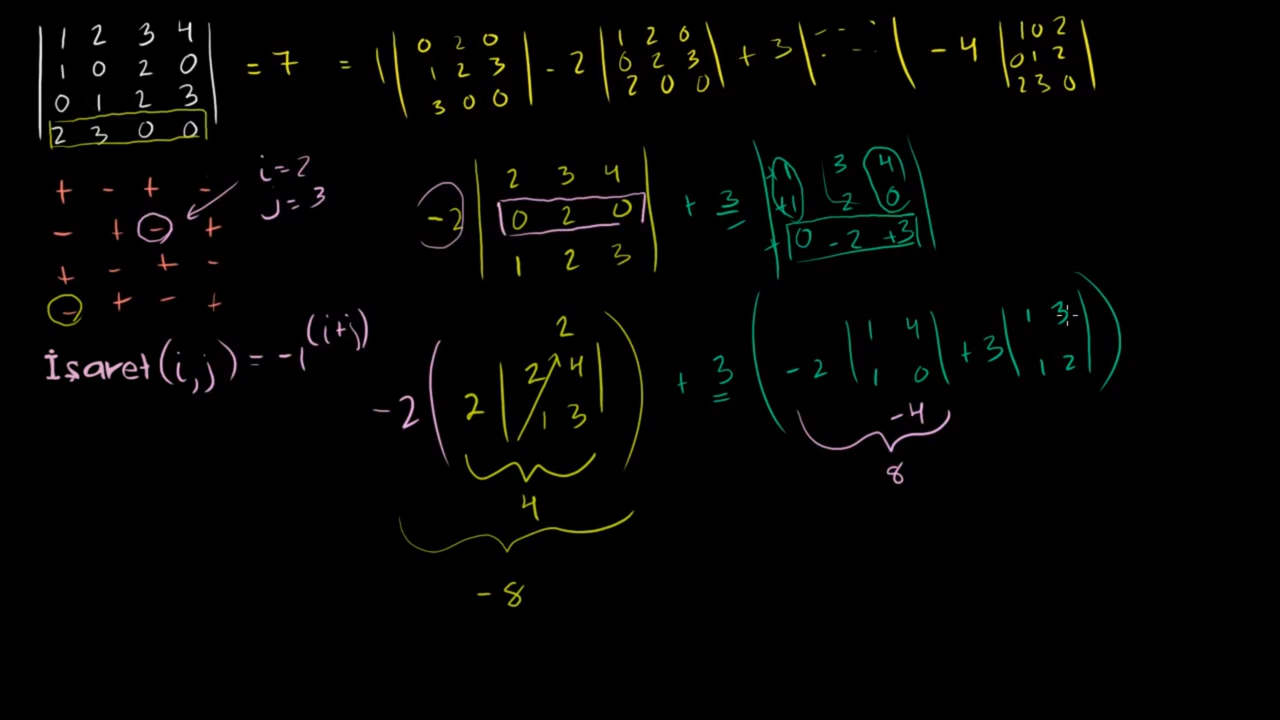 1 2 3 4
1 0 2 0
0 1 2 3
2 3 0 0
= 7 = 1 | 0 2 0 | - 2 | 1 2 0 | + 3 | | - 4 | 1 0 2 |
1 2 3 0 2 3 0 1 2
3 0 0 2 0 0 2 3 0
+ - + -
- + - +
+ - + -
- + - +
i=2
j=3
İşaret(i,j) = -1^(i+j)
-2 | 2 3 4 |
0 2 0
1 2 3
+ 3 | +1 3 4 |
+1 2 0
+ 0 -2 +3
-2 ( 2 | 2 4 | )
1 3
2
4
-8
+ 3 ( -2 | 1 4 | + 3 | 1 3 | )
1 0 1 2
-4
8